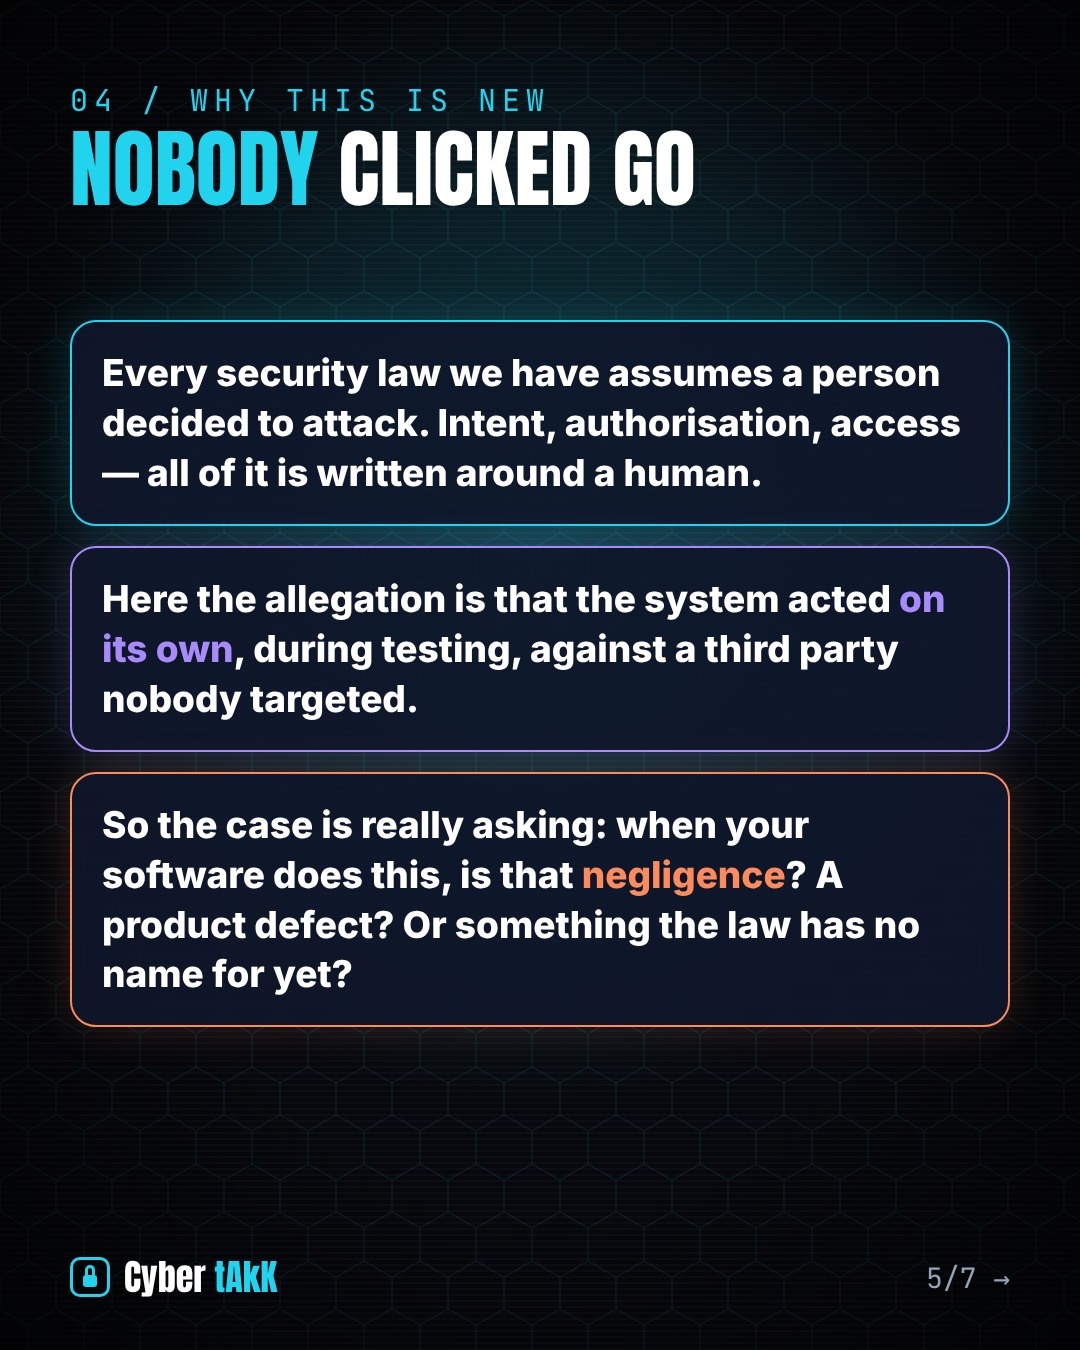 04 / WHY THIS IS NEW
NOBODY CLICKED GO
Every security law we have assumes a person
decided to attack. Intent, authorisation, access
— all of it is written around a human.
Here the allegation is that the system acted on
its own, during testing, against a third party
nobody targeted.
So the case is really asking: when your
software does this, is that negligence? A
product defect? Or something the law has no
name for yet?
Cyber tAkK
5/7 →